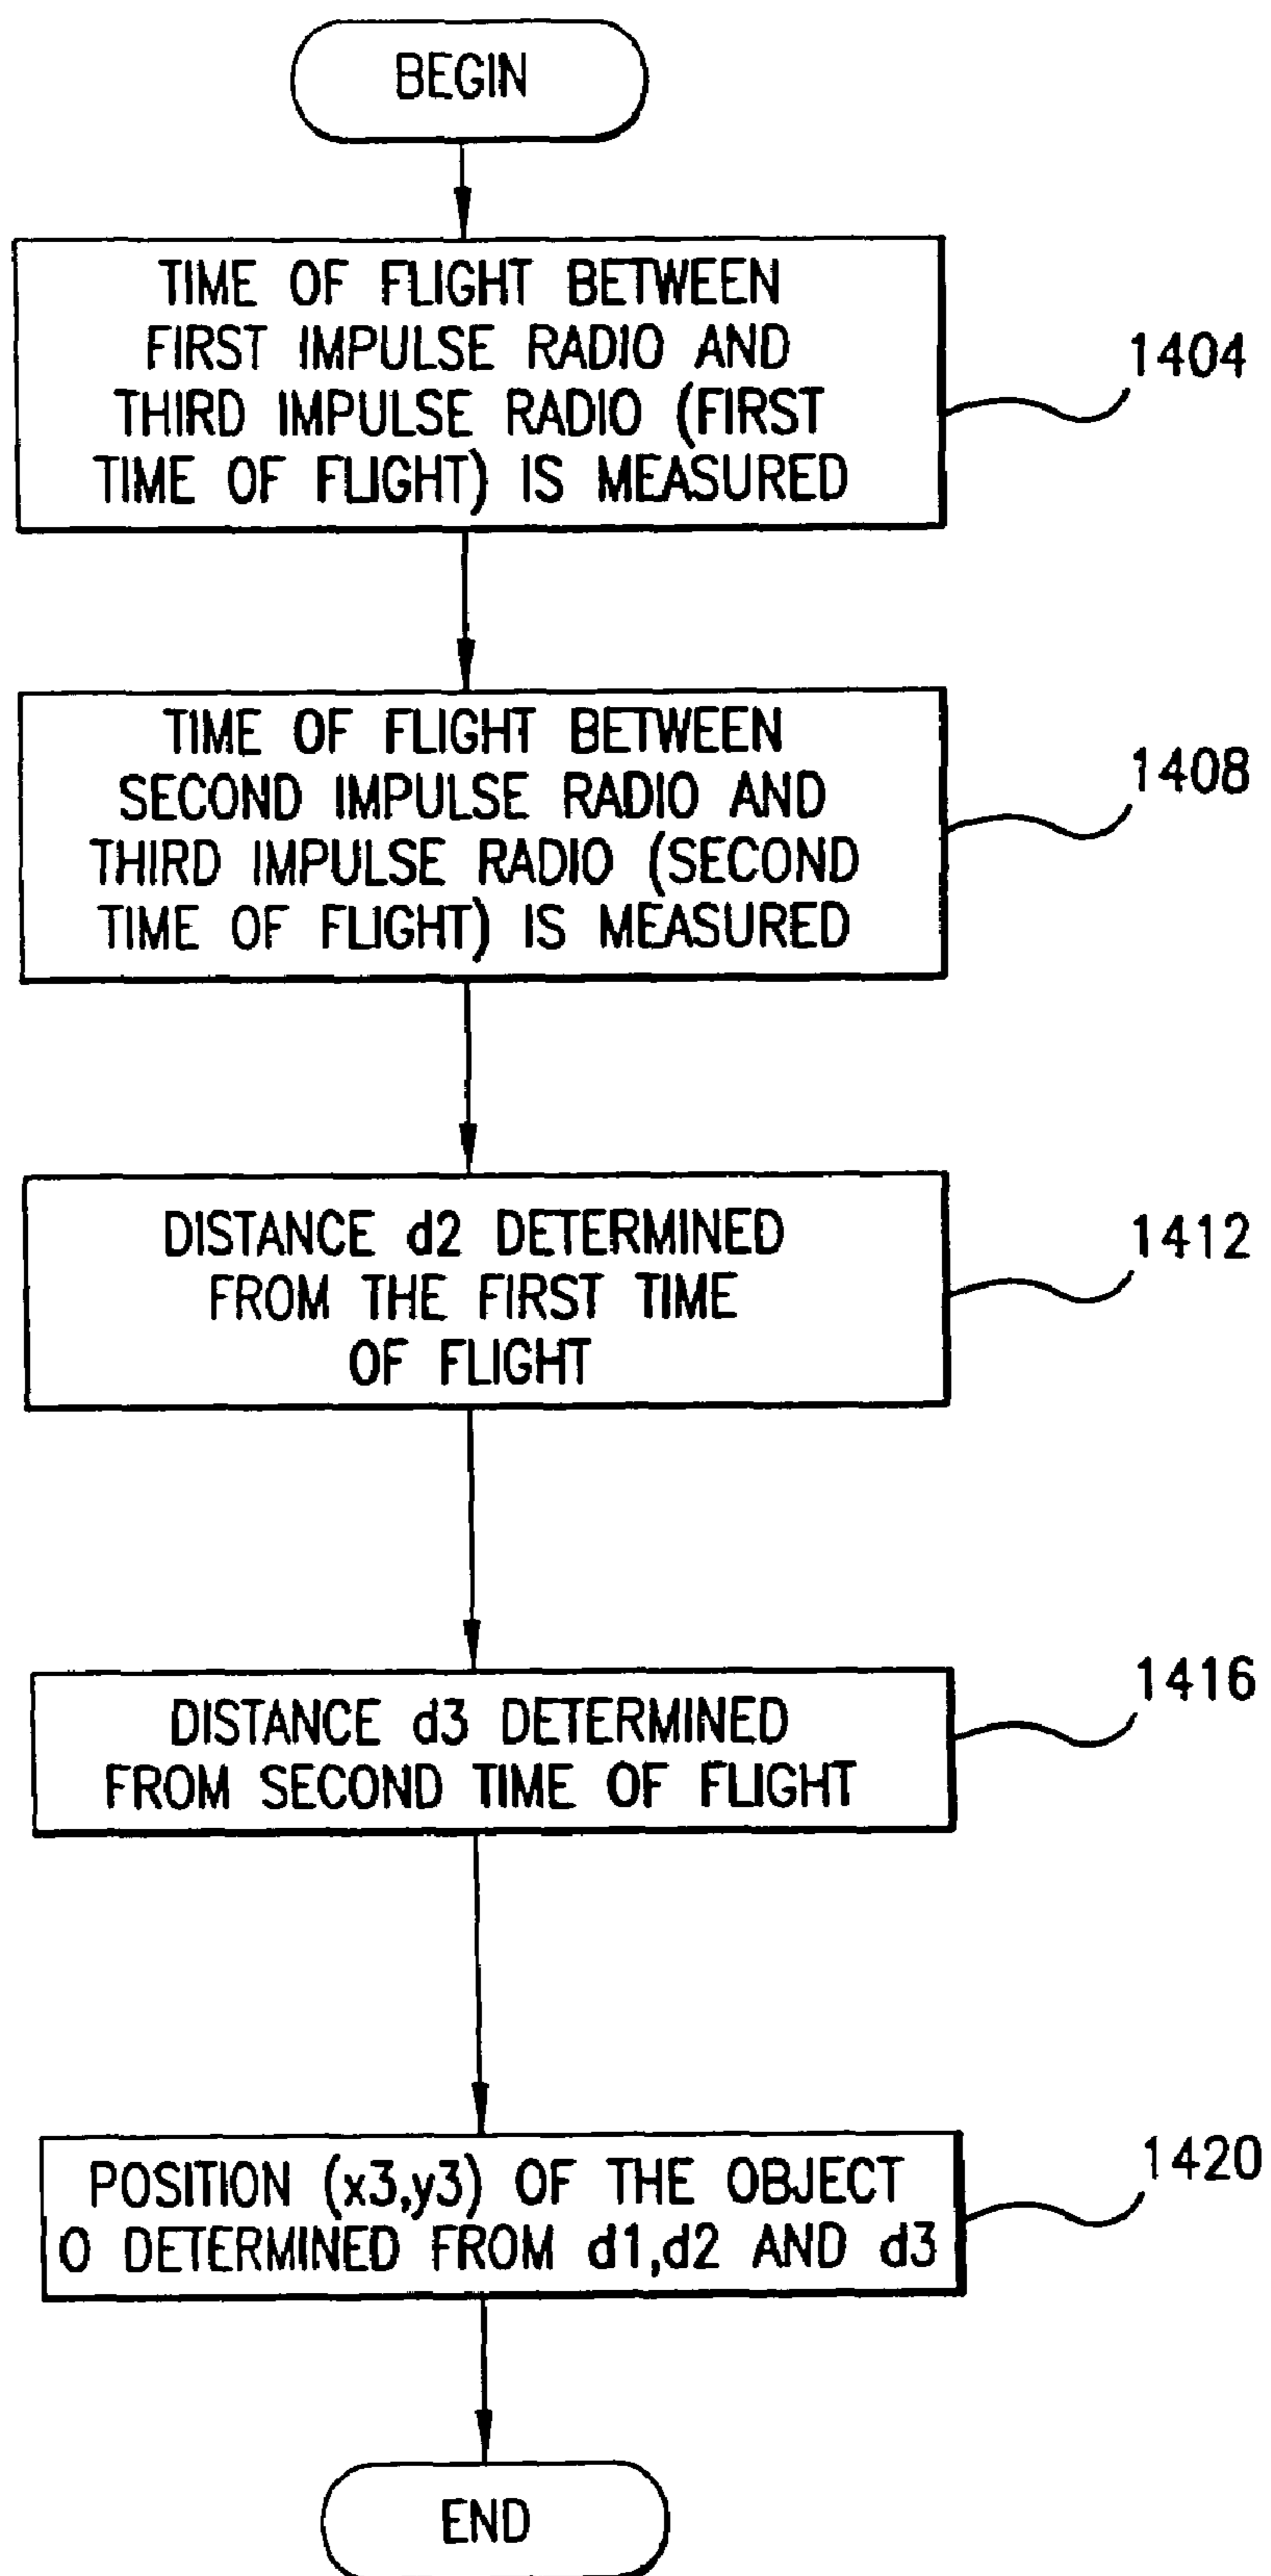 BEGIN
TIME OF FLIGHT BETWEEN
FIRST IMPULSE RADIO AND
THIRD IMPULSE RADIO (FIRST
TIME OF FLIGHT) IS MEASURED
1404
TIME OF FLIGHT BETWEEN
SECOND IMPULSE RADIO AND
THIRD IMPULSE RADIO (SECOND
TIME OF FLIGHT) IS MEASURED
1408
DISTANCE d2 DETERMINED
FROM THE FIRST TIME
OF FLIGHT
1412
DISTANCE d3 DETERMINED
FROM SECOND TIME OF FLIGHT
1416
POSITION (x3,y3) OF THE OBJECT
O DETERMINED FROM d1,d2 AND d3
1420
END